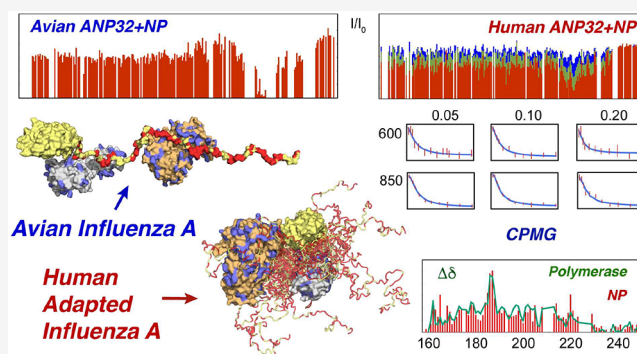 Avian ANP32+NP
I/I0
Human ANP32+NP
0.05 0.10 0.20
600
850
CPMG
Avian Influenza A
Human
Adapted
Influenza A
Δδ
Polymerase
NP
160 180 200 220 240